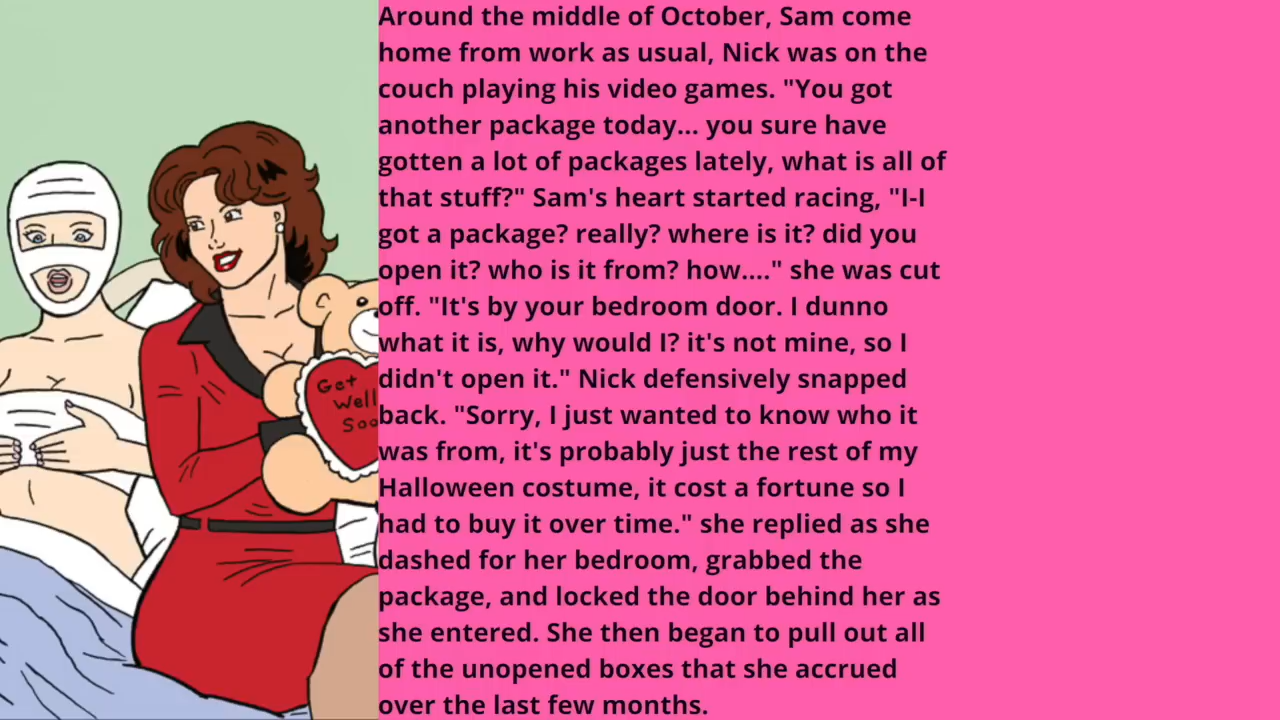 Around the middle of October, Sam come
home from work as usual, Nick was on the
couch playing his video games. "You got
another package today... you sure have
gotten a lot of packages lately, what is all of
that stuff?" Sam's heart started racing, "I-I
got a package? really? where is it? did you
open it? who is it from? how...." she was cut
off. "It's by your bedroom door. I dunno
what it is, why would I? it's not mine, so I
didn't open it." Nick defensively snapped
back. "Sorry, I just wanted to know who it
was from, it's probably just the rest of my
Halloween costume, it cost a fortune so I
had to buy it over time." she replied as she
dashed for her bedroom, grabbed the
package, and locked the door behind her as
she entered. She then began to pull out all
of the unopened boxes that she accrued
over the last few months.
Get
Well
Soo